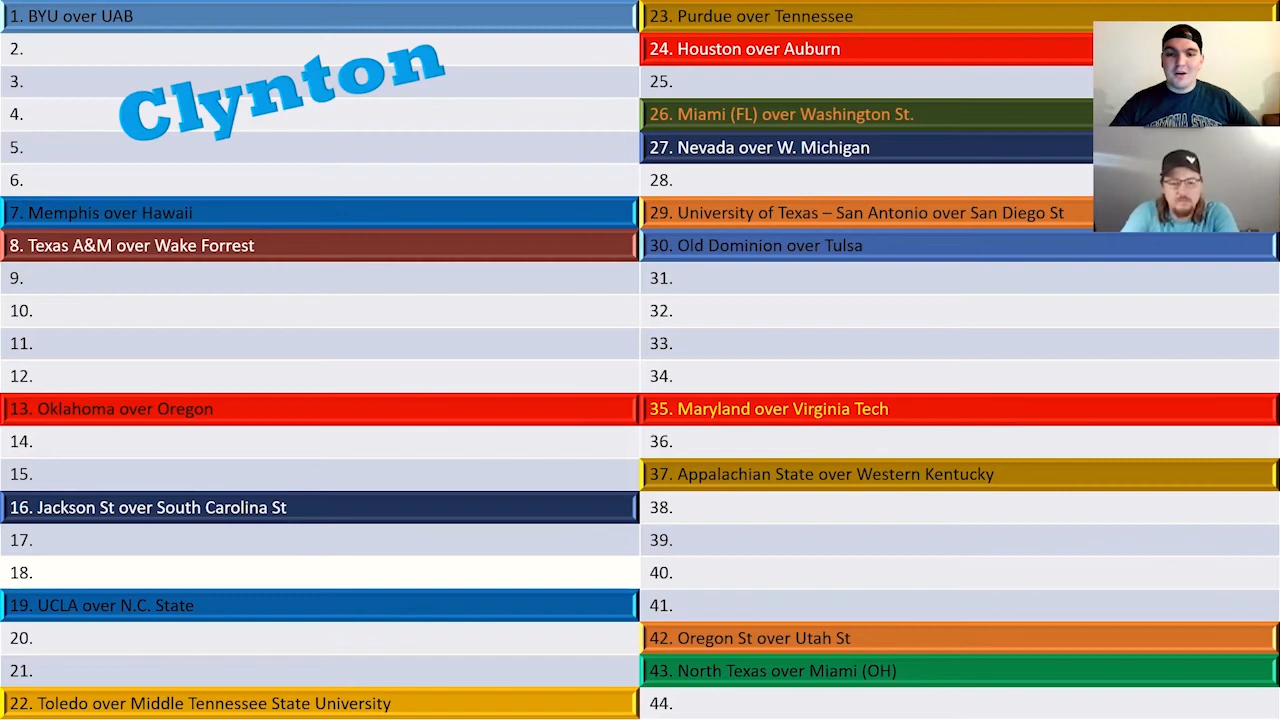 1. BYU over UAB
2.
Clynton
3.
4.
5.
6.
7. Memphis over Hawaii
8. Texas A&M over Wake Forrest
9.
10.
11.
12.
13. Oklahoma over Oregon
14.
15.
16. Jackson St over South Carolina St
17.
18.
19. UCLA over N.C. State
20.
21.
22. Toledo over Middle Tennessee State University
23. Purdue over Tennessee
24. Houston over Auburn
25.
26. Miami (FL) over Washington St.
27. Nevada over W. Michigan
28.
29. University of Texas – San Antonio over San Diego St
30. Old Dominion over Tulsa
31.
32.
33.
34.
35. Maryland over Virginia Tech
36.
37. Appalachian State over Western Kentucky
38.
39.
40.
41.
42. Oregon St over Utah St
43. North Texas over Miami (OH)
44.